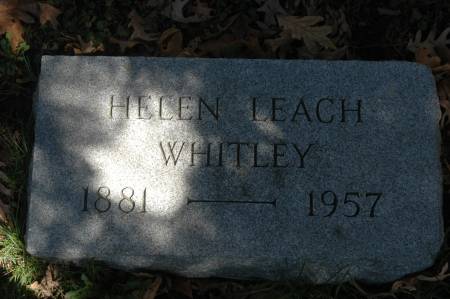 HELEN LEACH
WHITLEY
1881 — 1957